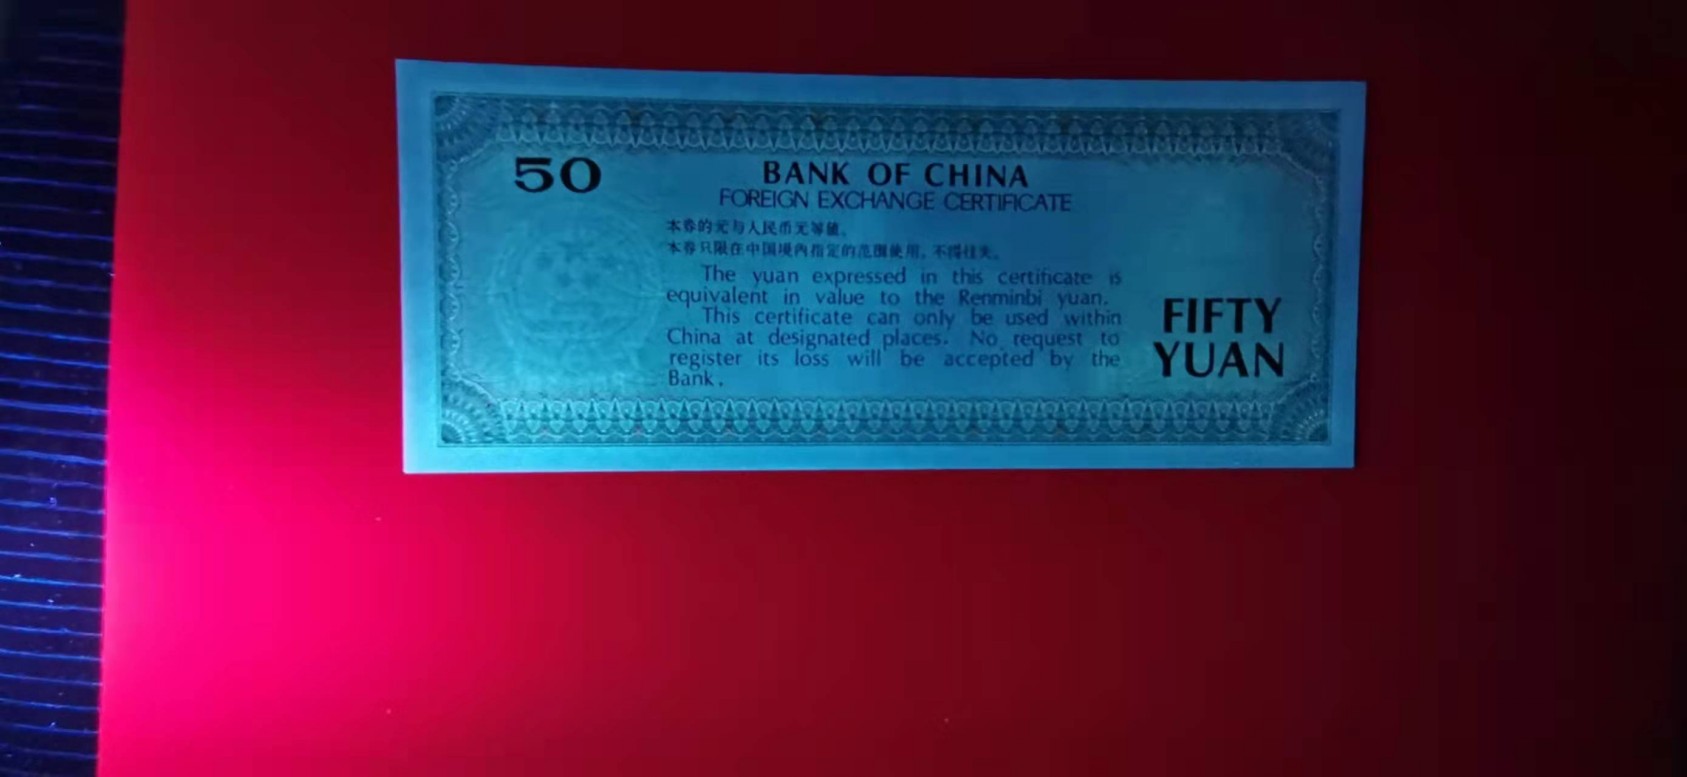 50
BANK OF CHINA
FOREIGN EXCHANGE CERTIFICATE
本券的元与人民币元等值。
本券只限在中国境内指定的范围使用,不得挂失。
The yuan expressed in this certificate is
equivalent in value to the Renminbi yuan.
This certificate can only be used within
China at designated places. No request to
register its loss will be accepted by the
Bank.
FIFTY
YUAN